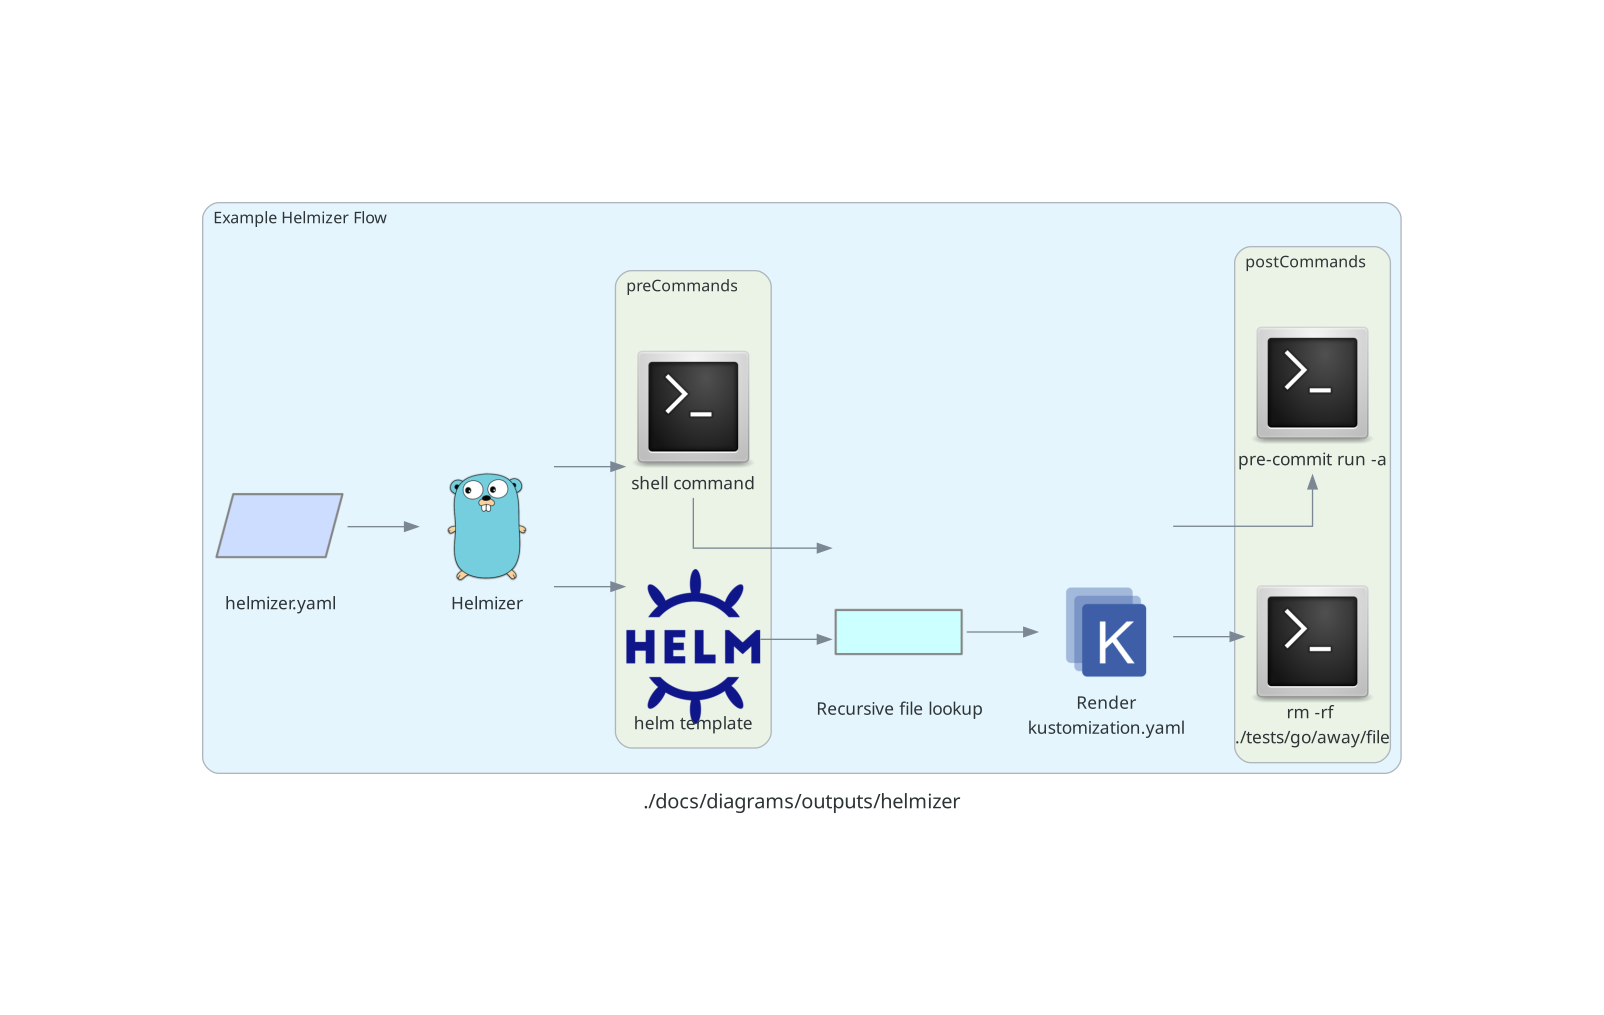 Example Helmizer Flow
postCommands
preCommands
>_
>_
pre-commit run -a
shell command
helmizer.yaml
Helmizer
HELM
helm template
>_
K
Recursive file lookup
Render
kustomization.yaml
rm -rf
./tests/go/away/file
./docs/diagrams/outputs/helmizer